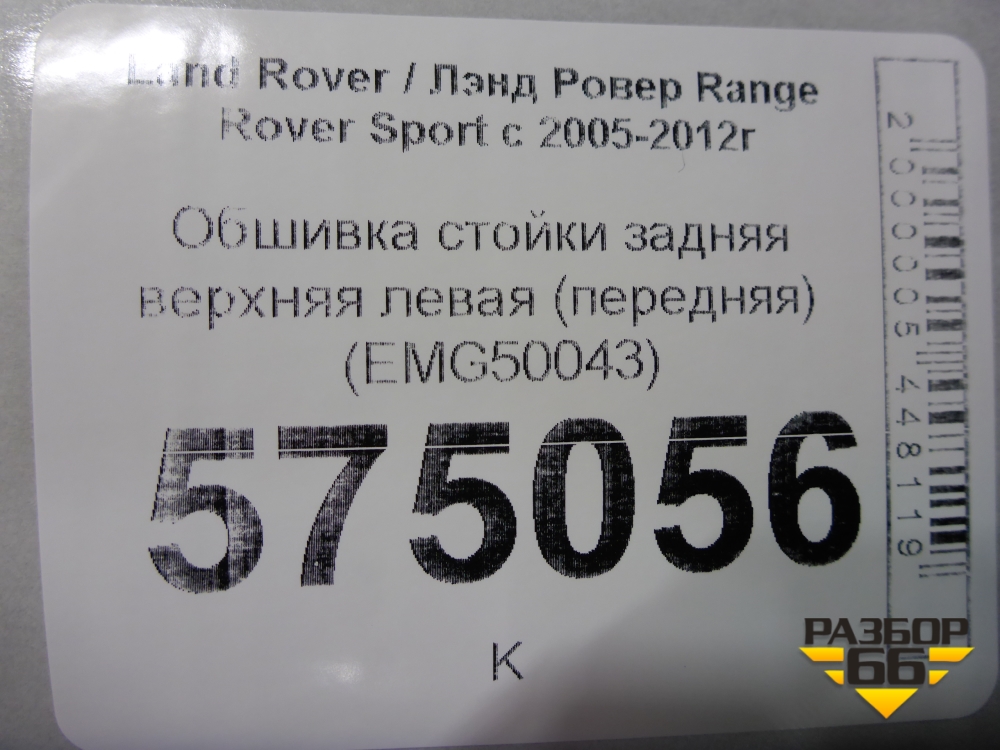 Land Rover / Лэнд Ровер Range
Rover Sport с 2005-2012г
Обшивка стойки задняя
верхняя левая (передняя)
(EMG50043)
575056
К
2000005448119
РАЗБОР
66